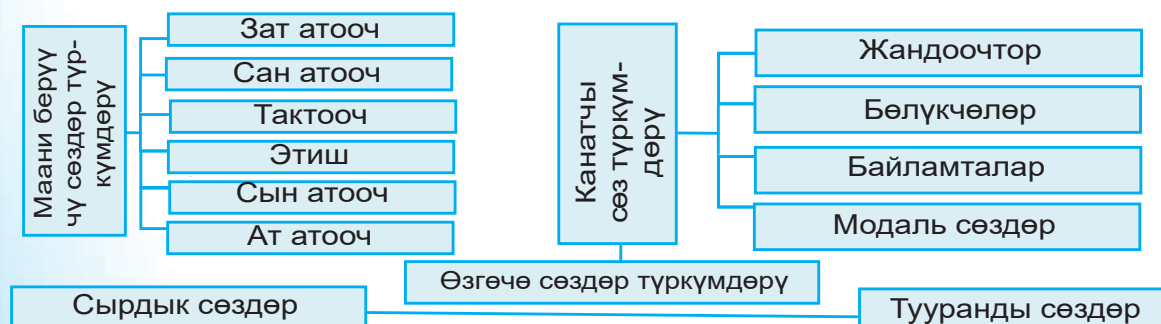 Маани берүү
чү сөздөр түр-
күмдөрү
Зат атооч
Сан атооч
Тактооч
Этиш
Сын атооч
Ат атооч
Канатчы
сөз түркүм-
дөрү
Жандоочтор
Бөлүкчөлөр
Байламталар
Модаль сөздөр
Өзгөчө сөздөр түркүмдөрү
Сырдык сөздөр
Тууранды сөздөр